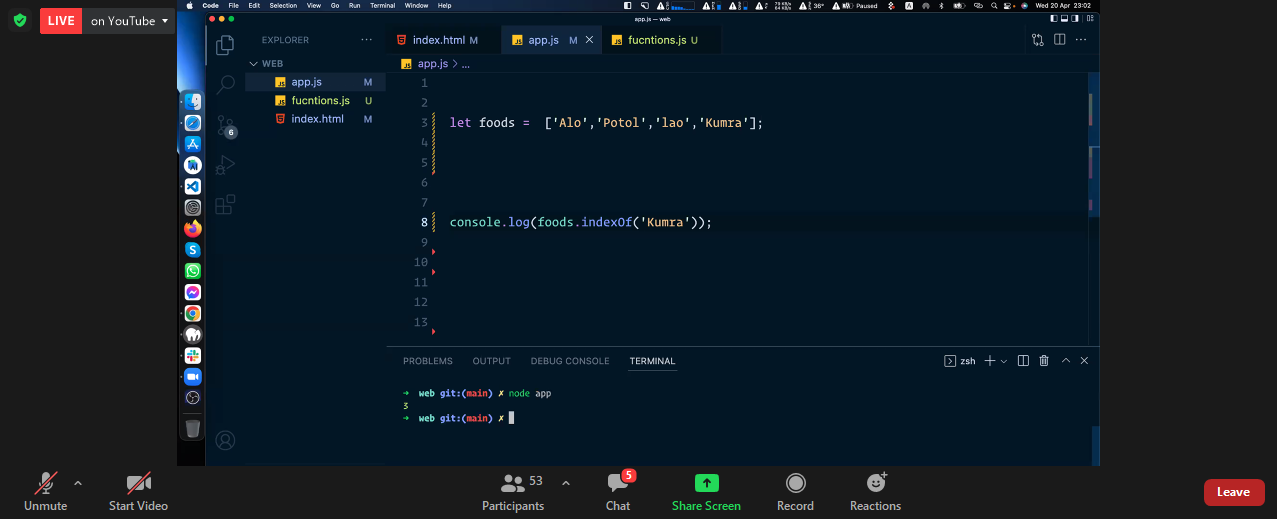 LIVE on YouTube
Code File Edit Selection View Go Run Terminal Window Help
36° Paused Wed 20 Apr 23:02
app.js — web
EXPLORER
WEB
app.js M
fucntions.js U
index.html M
6
index.html M app.js M fucntions.js U
app.js > ...
1
2
3 let foods = ['Alo','Potol','lao','Kumra'];
4
5
6
7
8 console.log(foods.indexOf('Kumra'));
9
10
11
12
13
PROBLEMS OUTPUT DEBUG CONSOLE TERMINAL zsh
→ web git:(main) ✗ node app
3
→ web git:(main) ✗
Unmute Start Video Participants 53 Chat 5 Share Screen Record Reactions Leave